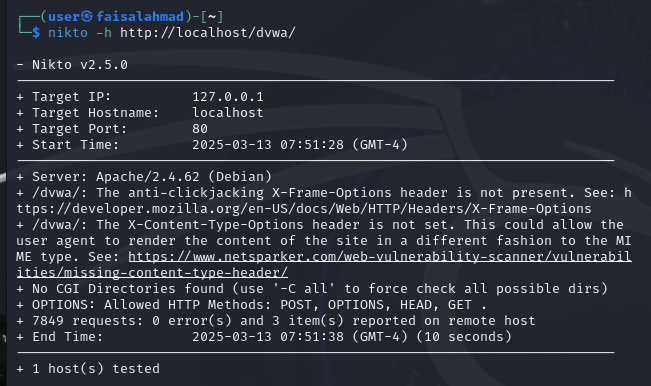 ┌──(user㉿faisalahmad)-[~]
└─$ nikto -h http://localhost/dvwa/
- Nikto v2.5.0
---------------------------------------------------------------------------
+ Target IP:          127.0.0.1
+ Target Hostname:    localhost
+ Target Port:        80
+ Start Time:         2025-03-13 07:51:28 (GMT-4)
---------------------------------------------------------------------------
+ Server: Apache/2.4.62 (Debian)
+ /dvwa/: The anti-clickjacking X-Frame-Options header is not present. See: h
ttps://developer.mozilla.org/en-US/docs/Web/HTTP/Headers/X-Frame-Options
+ /dvwa/: The X-Content-Type-Options header is not set. This could allow the
user agent to render the content of the site in a different fashion to the MI
ME type. See: https://www.netsparker.com/web-vulnerability-scanner/vulnerabil
ities/missing-content-type-header/
+ No CGI Directories found (use '-C all' to force check all possible dirs)
+ OPTIONS: Allowed HTTP Methods: POST, OPTIONS, HEAD, GET .
+ 7849 requests: 0 error(s) and 3 item(s) reported on remote host
+ End Time:           2025-03-13 07:51:38 (GMT-4) (10 seconds)
---------------------------------------------------------------------------
+ 1 host(s) tested